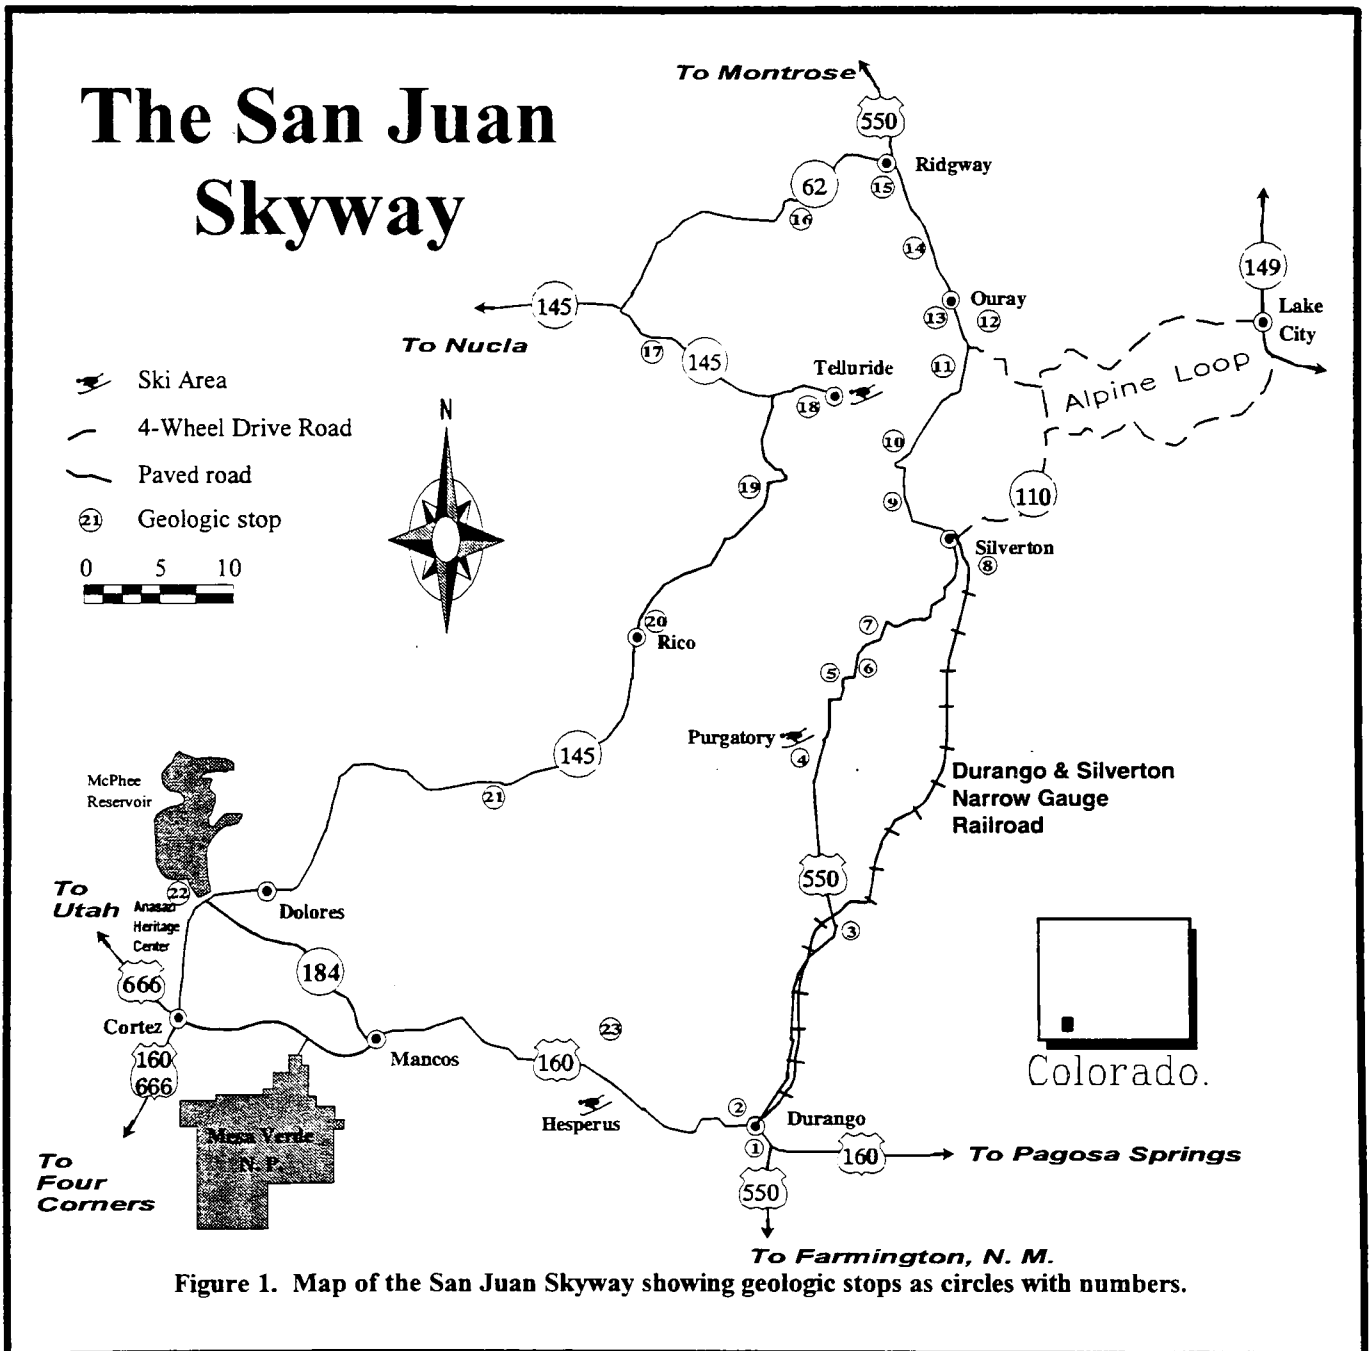 The San Juan
Skyway
To Montrose
550
Ridgway
62
15
16
14
149
145
Ouray
13
12
Lake
City
To Nucla
17
145
11
Telluride
18
Alpine Loop
Ski Area
4-Wheel Drive Road
Paved road
21
Geologic stop
0 5 10
N
10
19
9
110
Silverton
8
20
Rico
7
5
6
Purgatory
4
145
21
Durango & Silverton
Narrow Gauge
Railroad
McPhee
Reservoir
550
22
To
Utah
Anasazi
Heritage
Center
Dolores
3
184
666
Cortez
160
666
Mancos
23
160
Colorado.
Hesperus
2
Durango
1
Mesa Verde
N. P.
160
To Pagosa Springs
To
Four
Corners
550
To Farmington, N. M.
Figure 1. Map of the San Juan Skyway showing geologic stops as circles with numbers.